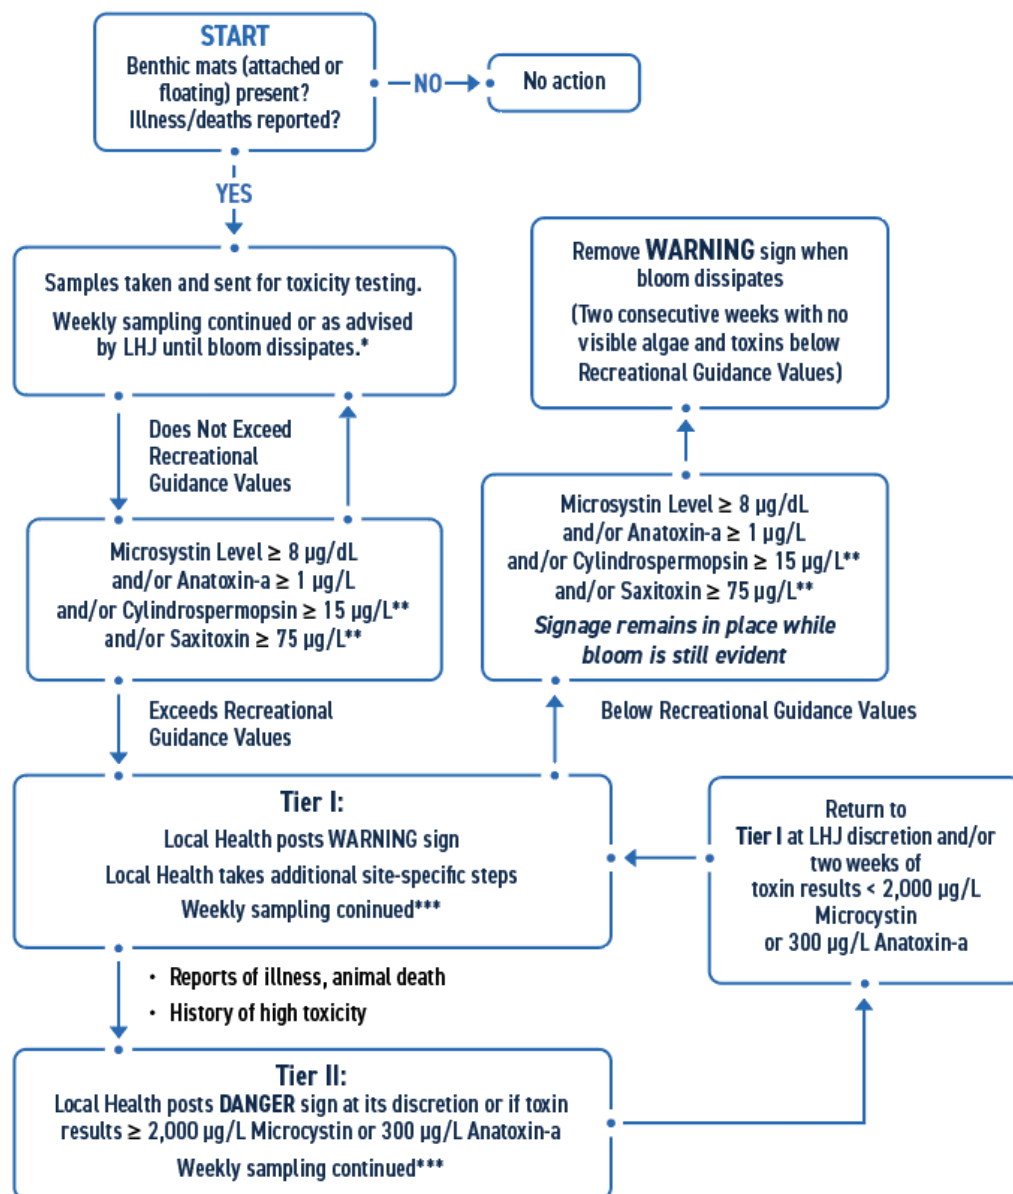 START
Benthic mats (attached or
floating) present?
Illness/deaths reported?
NO
No action
YES
Samples taken and sent for toxicity testing.
Weekly sampling continued or as advised
by LHJ until bloom dissipates.*
Does Not Exceed
Recreational
Guidance Values
Microsystin Level ≥ 8 µg/dL
and/or Anatoxin-a ≥ 1 µg/L
and/or Cylindrospermopsin ≥ 15 µg/L**
and/or Saxitoxin ≥ 75 µg/L**
Exceeds Recreational
Guidance Values
Tier I:
Local Health posts WARNING sign
Local Health takes additional site-specific steps
Weekly sampling coninued***
• Reports of illness, animal death
• History of high toxicity
Tier II:
Local Health posts DANGER sign at its discretion or if toxin
results ≥ 2,000 µg/L Microcystin or 300 µg/L Anatoxin-a
Weekly sampling continued***
Return to
Tier I at LHJ discretion and/or
two weeks of
toxin results < 2,000 µg/L
Microcystin
or 300 µg/L Anatoxin-a
Below Recreational Guidance Values
Microsystin Level ≥ 8 µg/dL
and/or Anatoxin-a ≥ 1 µg/L
and/or Cylindrospermopsin ≥ 15 µg/L**
and/or Saxitoxin ≥ 75 µg/L**
Signage remains in place while
bloom is still evident
Remove WARNING sign when
bloom dissipates
(Two consecutive weeks with no
visible algae and toxins below
Recreational Guidance Values)